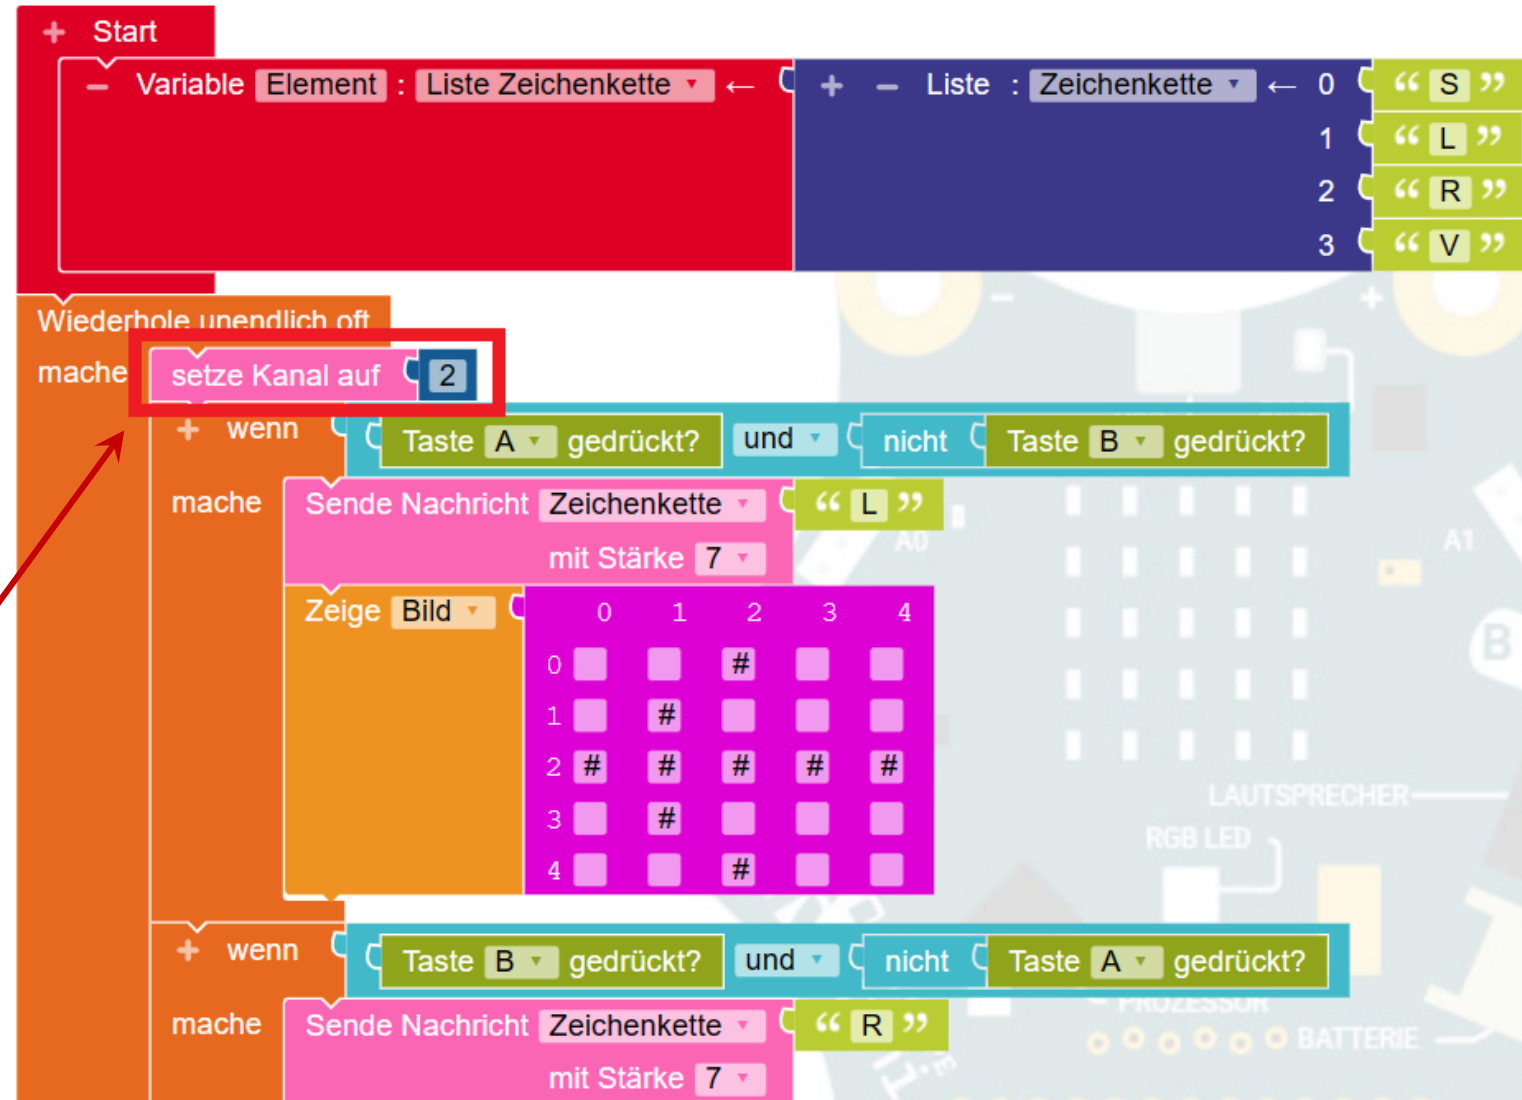 + Start
− Variable Element : Liste Zeichenkette ← + − Liste : Zeichenkette ← 0 “ S ”
1 “ L ”
2 “ R ”
3 “ V ”
Wiederhole unendlich oft
mache setze Kanal auf 2
+ wenn Taste A gedrückt? und nicht Taste B gedrückt?
mache Sende Nachricht Zeichenkette “ L ”
mit Stärke 7
A0
A1
Zeige Bild 0 1 2 3 4
0 #
1 #
2 # # # # #
3 #
4 #
B
LAUTSPRECHER
RGB LED
+ wenn Taste B gedrückt? und nicht Taste A gedrückt?
PROZESSOR
mache Sende Nachricht Zeichenkette “ R ”
BATTERIE
mit Stärke 7